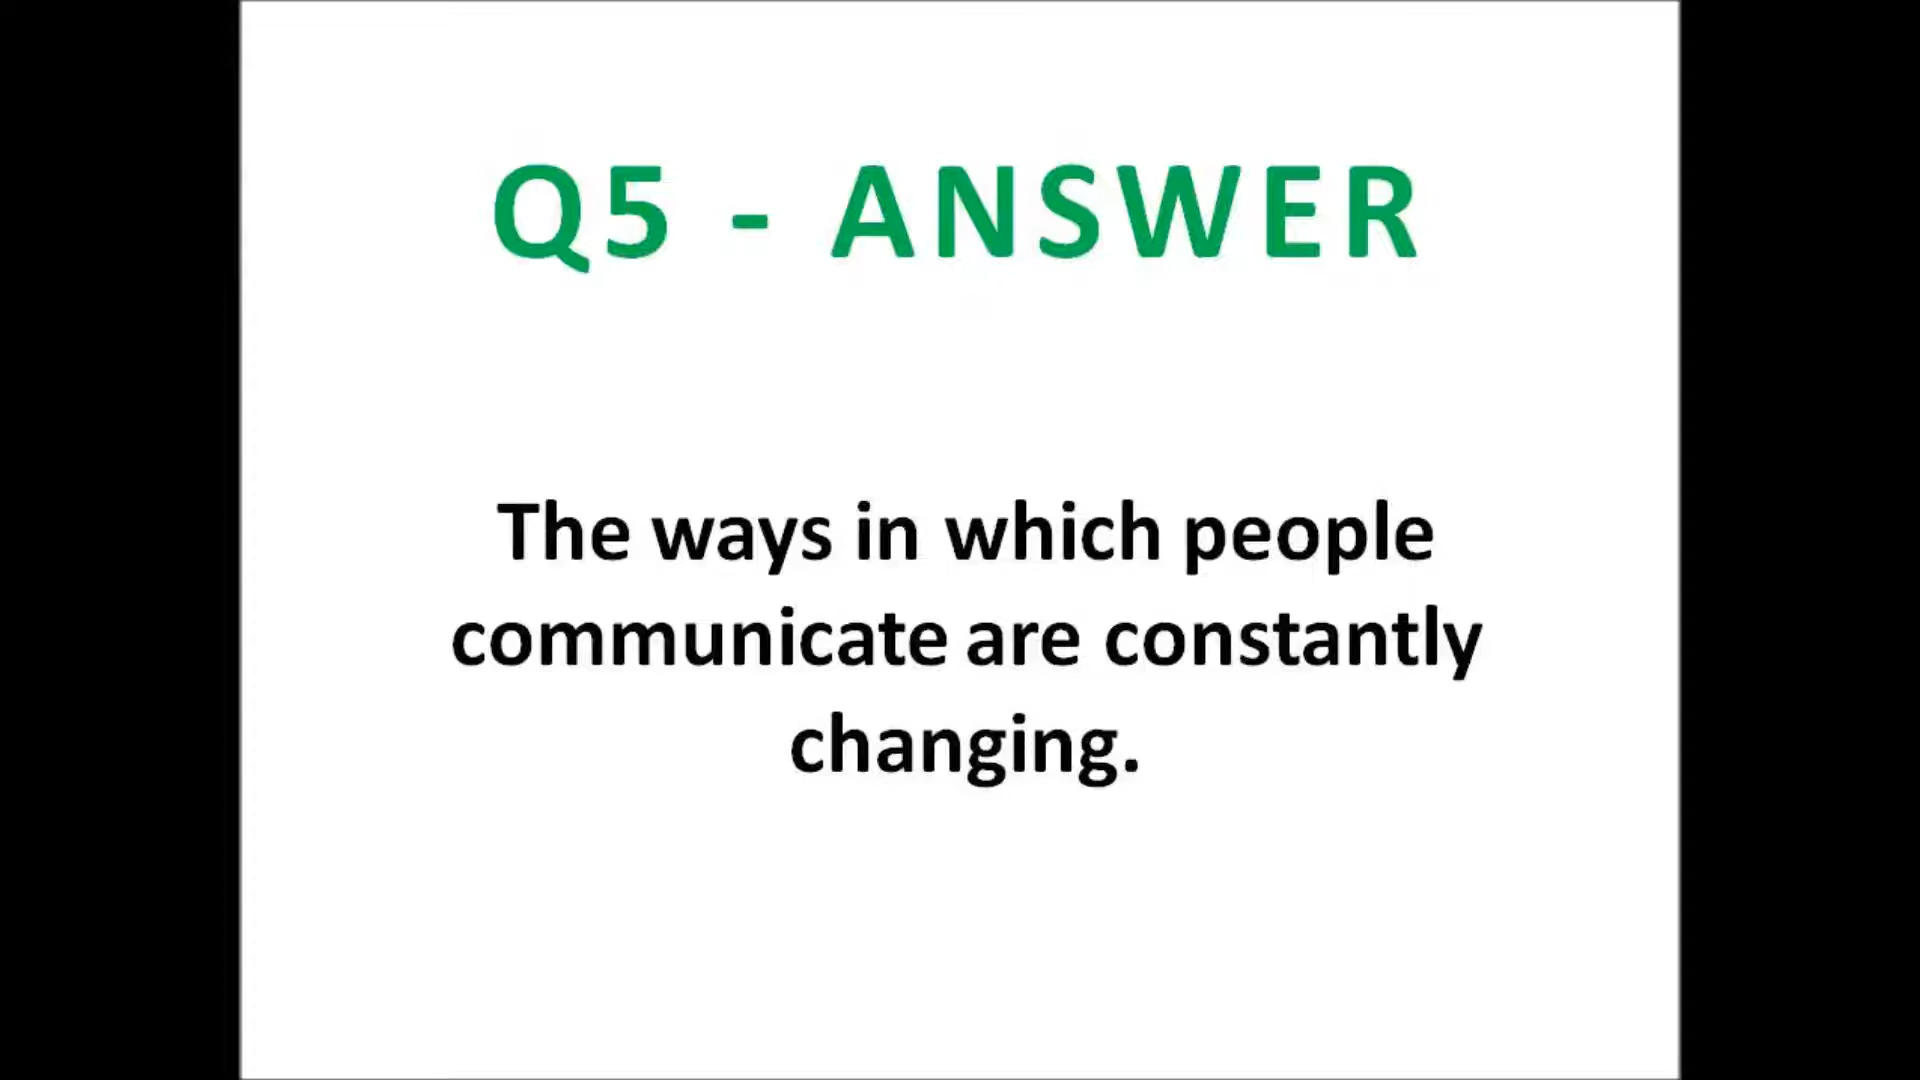 Q5 - ANSWER
The ways in which people
communicate are constantly
changing.